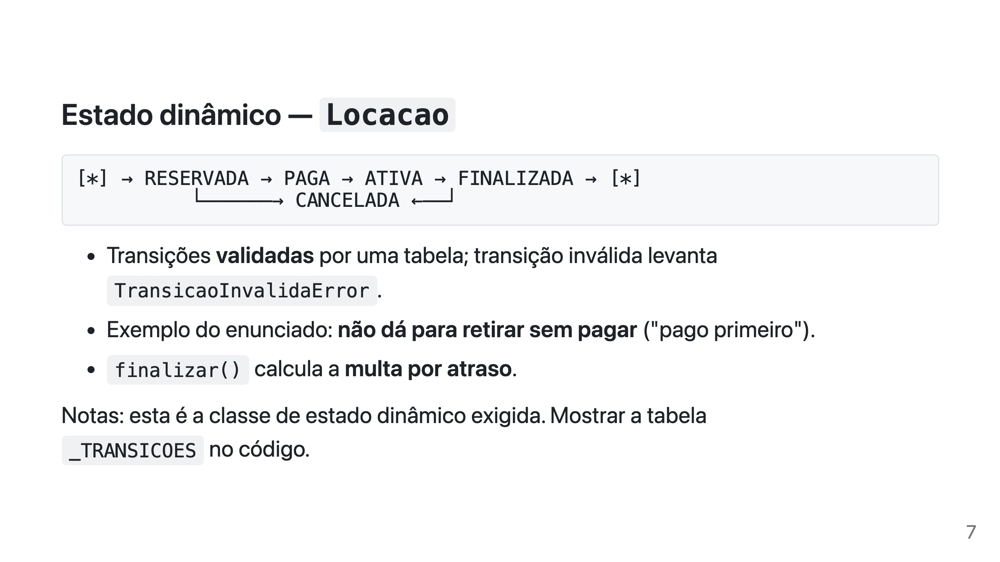 Estado dinâmico — Locacao
[*] → RESERVADA → PAGA → ATIVA → FINALIZADA → [*]
└──────→ CANCELADA ←──┘
• Transições validadas por uma tabela; transição inválida levanta
TransicaoInvalidaError.
• Exemplo do enunciado: não dá para retirar sem pagar ("pago primeiro").
• finalizar() calcula a multa por atraso.
Notas: esta é a classe de estado dinâmico exigida. Mostrar a tabela
_TRANSICOES no código.
7